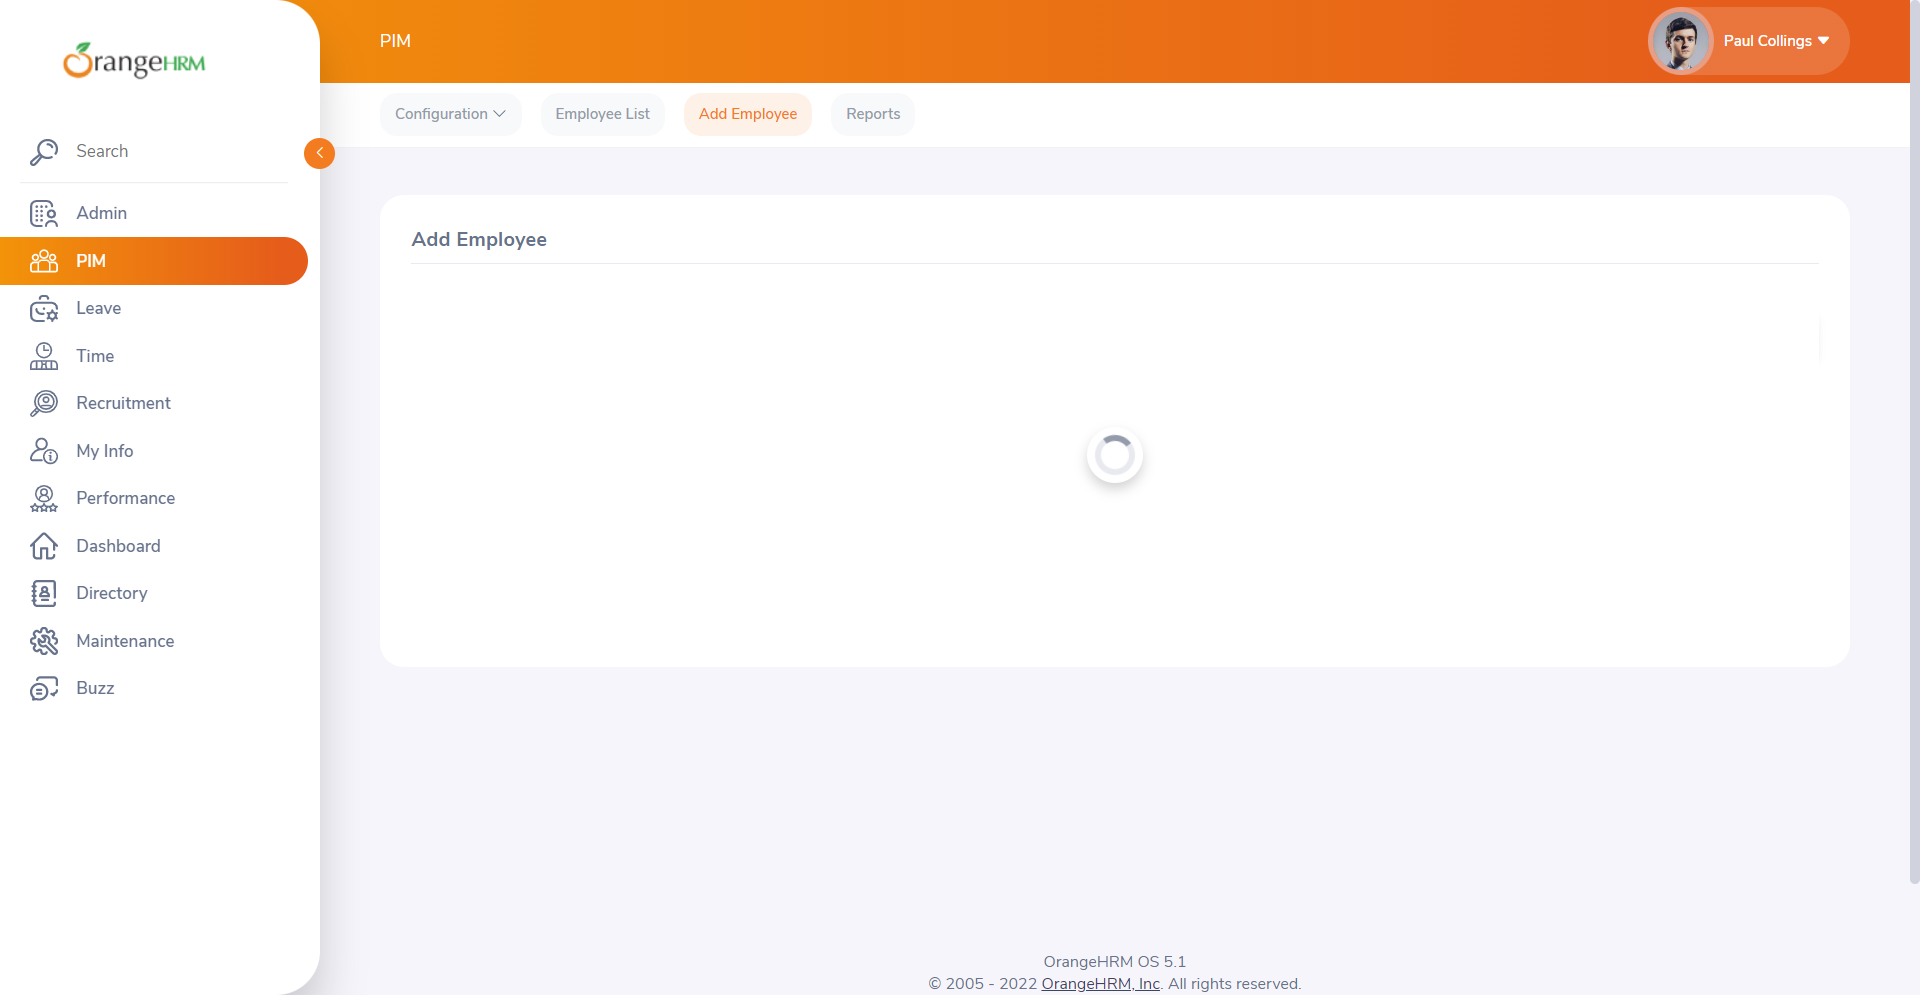 OrangeHRM
PIM
Paul Collings
Configuration
Employee List
Add Employee
Reports
Search
Admin
PIM
Leave
Time
Recruitment
My Info
Performance
Dashboard
Directory
Maintenance
Buzz
Add Employee
OrangeHRM OS 5.1
© 2005 - 2022 OrangeHRM, Inc. All rights reserved.